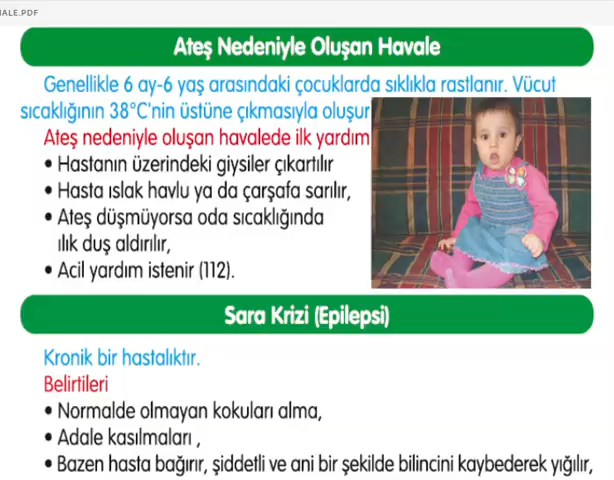 IALE.PDF
Ateş Nedeniyle Oluşan Havale
Genellikle 6 ay-6 yaş arasındaki çocuklarda sıklıkla rastlanır. Vücut
sıcaklığının 38°C'nin üstüne çıkmasıyla oluşur
Ateş nedeniyle oluşan havalede ilk yardım
• Hastanın üzerindeki giysiler çıkartılır
• Hasta ıslak havlu ya da çarşafa sarılır,
• Ateş düşmüyorsa oda sıcaklığında
ılık duş aldırılır,
• Acil yardım istenir (112).
Sara Krizi (Epilepsi)
Kronik bir hastalıktır.
Belirtileri
• Normalde olmayan kokuları alma,
• Adale kasılmaları ,
• Bazen hasta bağırır, şiddetli ve ani bir şekilde bilincini kaybederek yığılır,